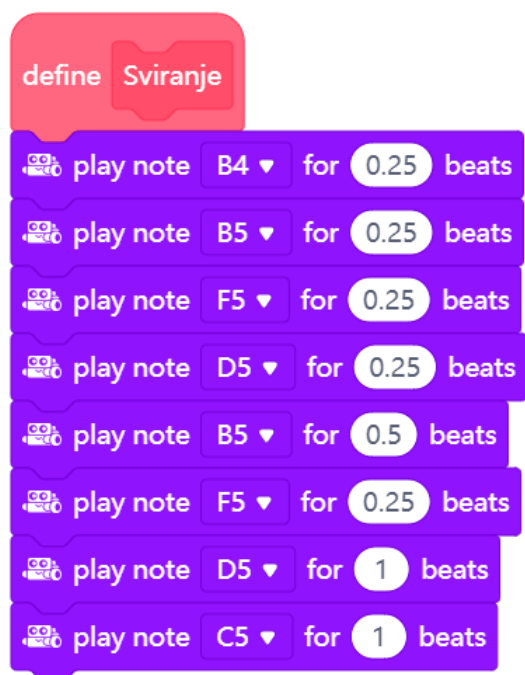 define Sviranje
play note B4 for 0.25 beats
play note B5 for 0.25 beats
play note F5 for 0.25 beats
play note D5 for 0.25 beats
play note B5 for 0.5 beats
play note F5 for 0.25 beats
play note D5 for 1 beats
play note C5 for 1 beats